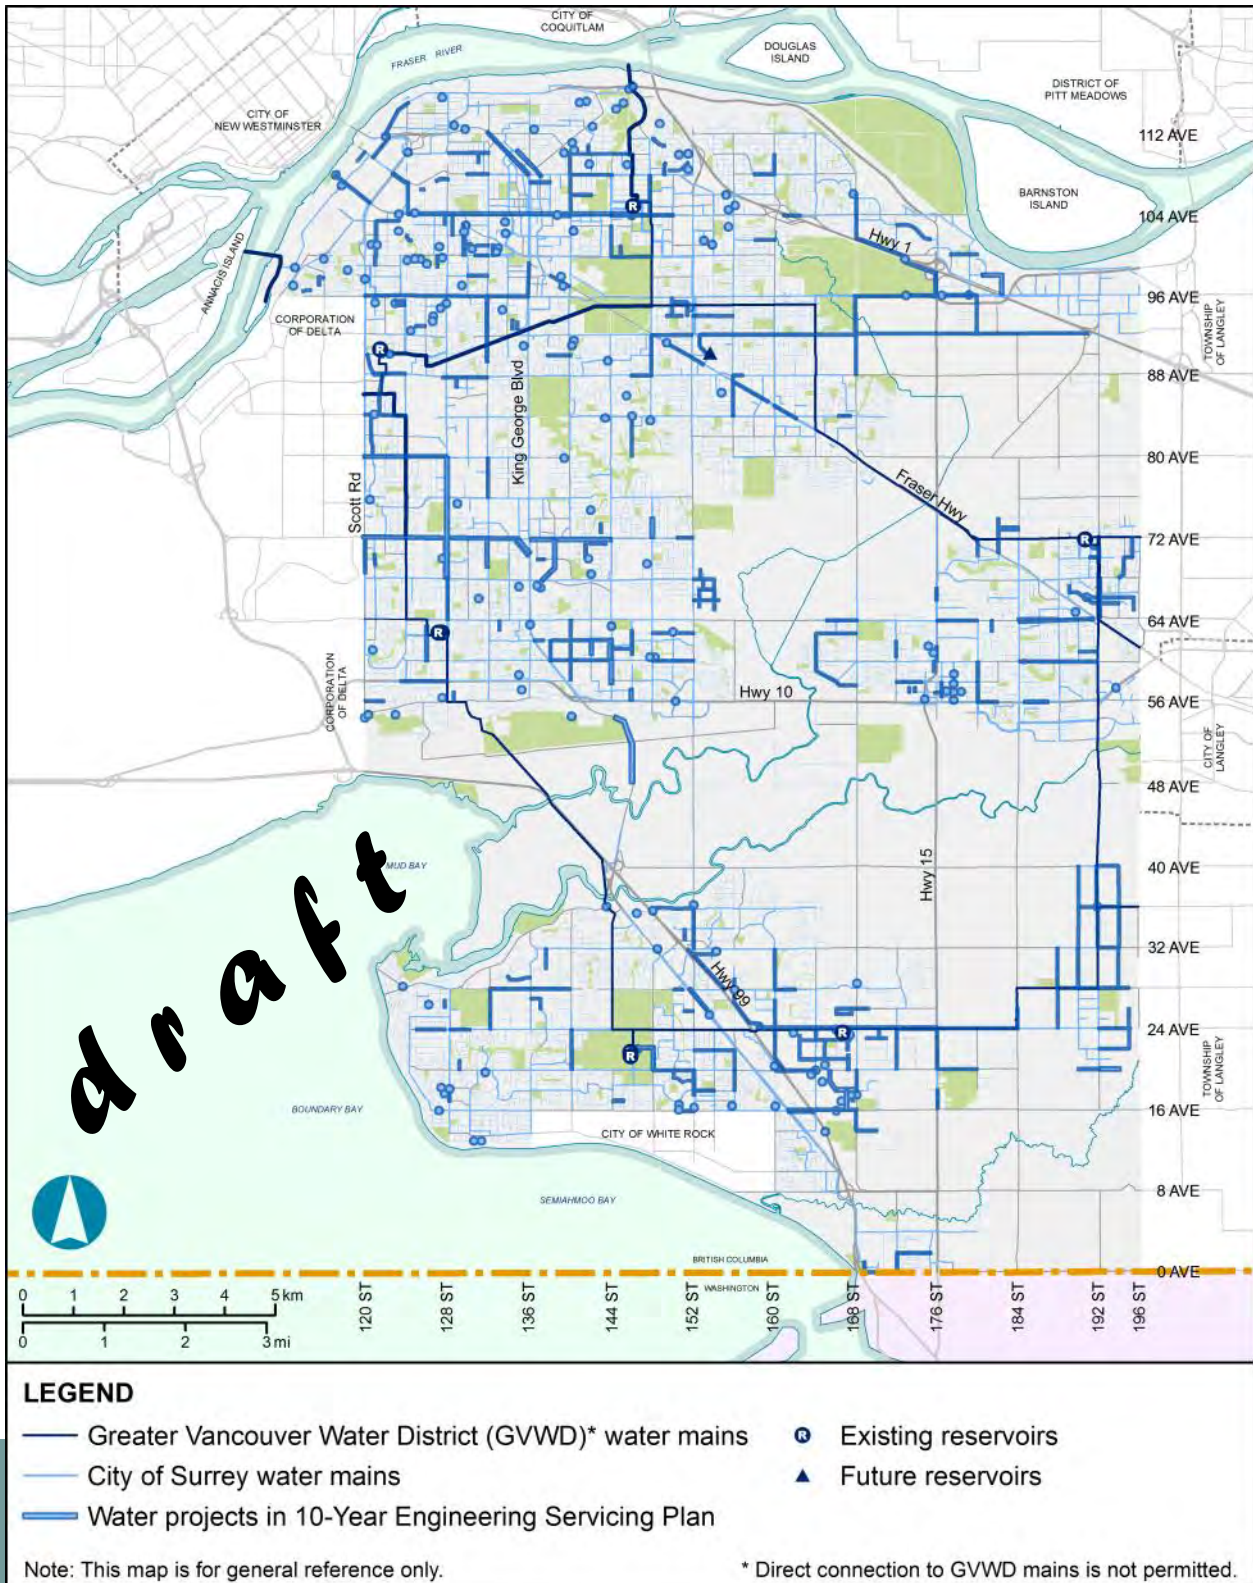 CITY OF
COQUITLAM
FRASER RIVER
DOUGLAS
ISLAND
DISTRICT OF
PITT MEADOWS
CITY OF
NEW WESTMINSTER
112 AVE
BARNSTON
ISLAND
104 AVE
Hwy 1
ANNACIS ISLAND
96 AVE
CORPORATION
OF DELTA
TOWNSHIP
OF LANGLEY
88 AVE
King George Blvd
80 AVE
Scott Rd
Fraser Hwy
72 AVE
64 AVE
CORPORATION
OF DELTA
Hwy 10
56 AVE
CITY OF
LANGLEY
48 AVE
MUD BAY
Hwy 15
40 AVE
draft
32 AVE
Hwy 99
24 AVE
TOWNSHIP
OF LANGLEY
BOUNDARY BAY
16 AVE
CITY OF WHITE ROCK
SEMIAHMOO BAY
8 AVE
BRITISH COLUMBIA
0 AVE
WASHINGTON
0 1 2 3 4 5 km
0 1 2 3 mi
120 ST
128 ST
136 ST
144 ST
152 ST
160 ST
168 ST
176 ST
184 ST
192 ST
196 ST
R
R
R
R
R
R
LEGEND
Greater Vancouver Water District (GVWD)* water mains
R Existing reservoirs
City of Surrey water mains
Future reservoirs
Water projects in 10-Year Engineering Servicing Plan
Note: This map is for general reference only.
* Direct connection to GVWD mains is not permitted.